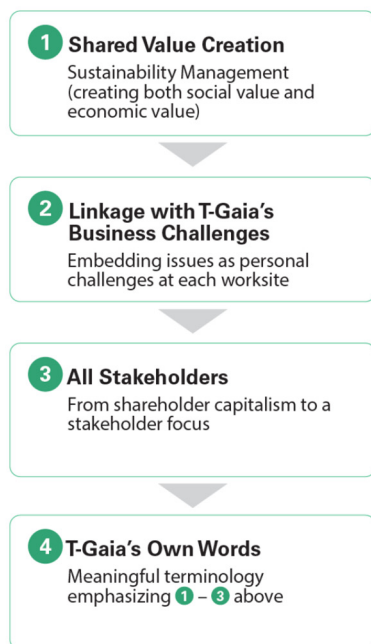 1 Shared Value Creation
Sustainability Management
(creating both social value and
economic value)
2 Linkage with T-Gaia's
Business Challenges
Embedding issues as personal
challenges at each worksite
3 All Stakeholders
From shareholder capitalism to a
stakeholder focus
4 T-Gaia's Own Words
Meaningful terminology
emphasizing 1 – 3 above